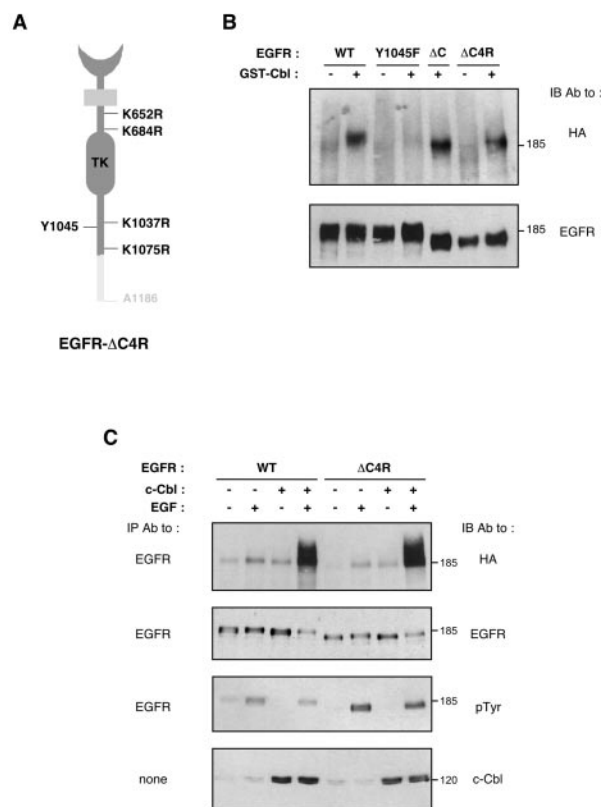 A
K652R
K684R
TK
Y1045
K1037R
K1075R
A1186
EGFR-ΔC4R
B
EGFR : WT Y1045F ΔC ΔC4R
GST-Cbl : - + - + + - +
IB Ab to :
185 HA
185 EGFR
C
EGFR : WT ΔC4R
c-Cbl : - - + + - - + +
EGF : - + - + - + - +
IP Ab to : IB Ab to :
EGFR 185 HA
EGFR 185 EGFR
EGFR 185 pTyr
none 120 c-Cbl